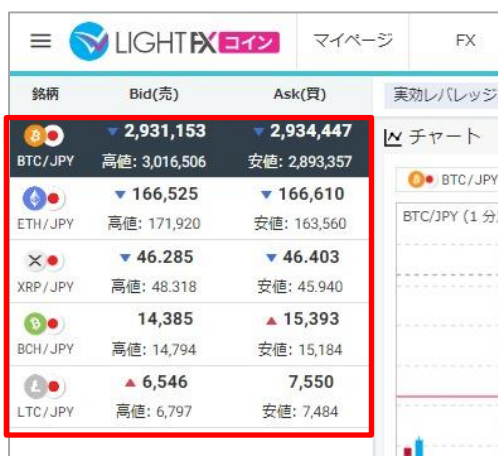 LIGHT FX コイン マイページ FX
銘柄 Bid(売) Ask(買) 実効レバレッジ
チャート
BTC/JPY
BTC/JPY (1 分
2,931,153 2,934,447
BTC/JPY 高値: 3,016,506 安値: 2,893,357
166,525 166,610
ETH/JPY 高値: 171,920 安値: 163,560
46.285 46.403
XRP/JPY 高値: 48.318 安値: 45.940
14,385 15,393
BCH/JPY 高値: 14,794 安値: 15,184
6,546 7,550
LTC/JPY 高値: 6,797 安値: 7,484